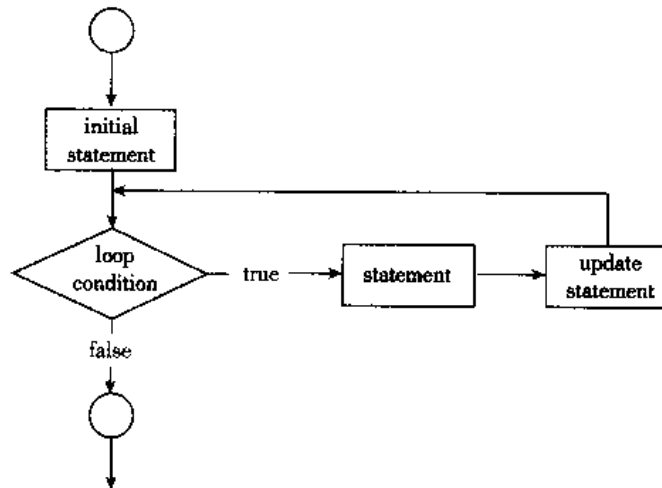 initial
statement
loop
condition
true
statement
update
statement
false